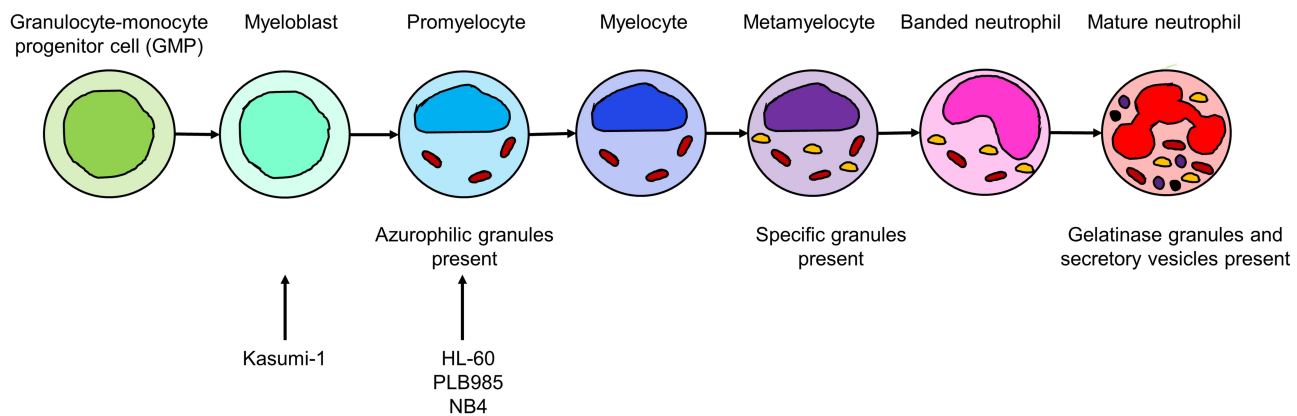 Granulocyte-monocyte
progenitor cell (GMP)
Myeloblast
Promyelocyte
Myelocyte
Metamyelocyte
Banded neutrophil
Mature neutrophil
Azurophilic granules
present
Specific granules
present
Gelatinase granules and
secretory vesicles present
Kasumi-1
HL-60
PLB985
NB4